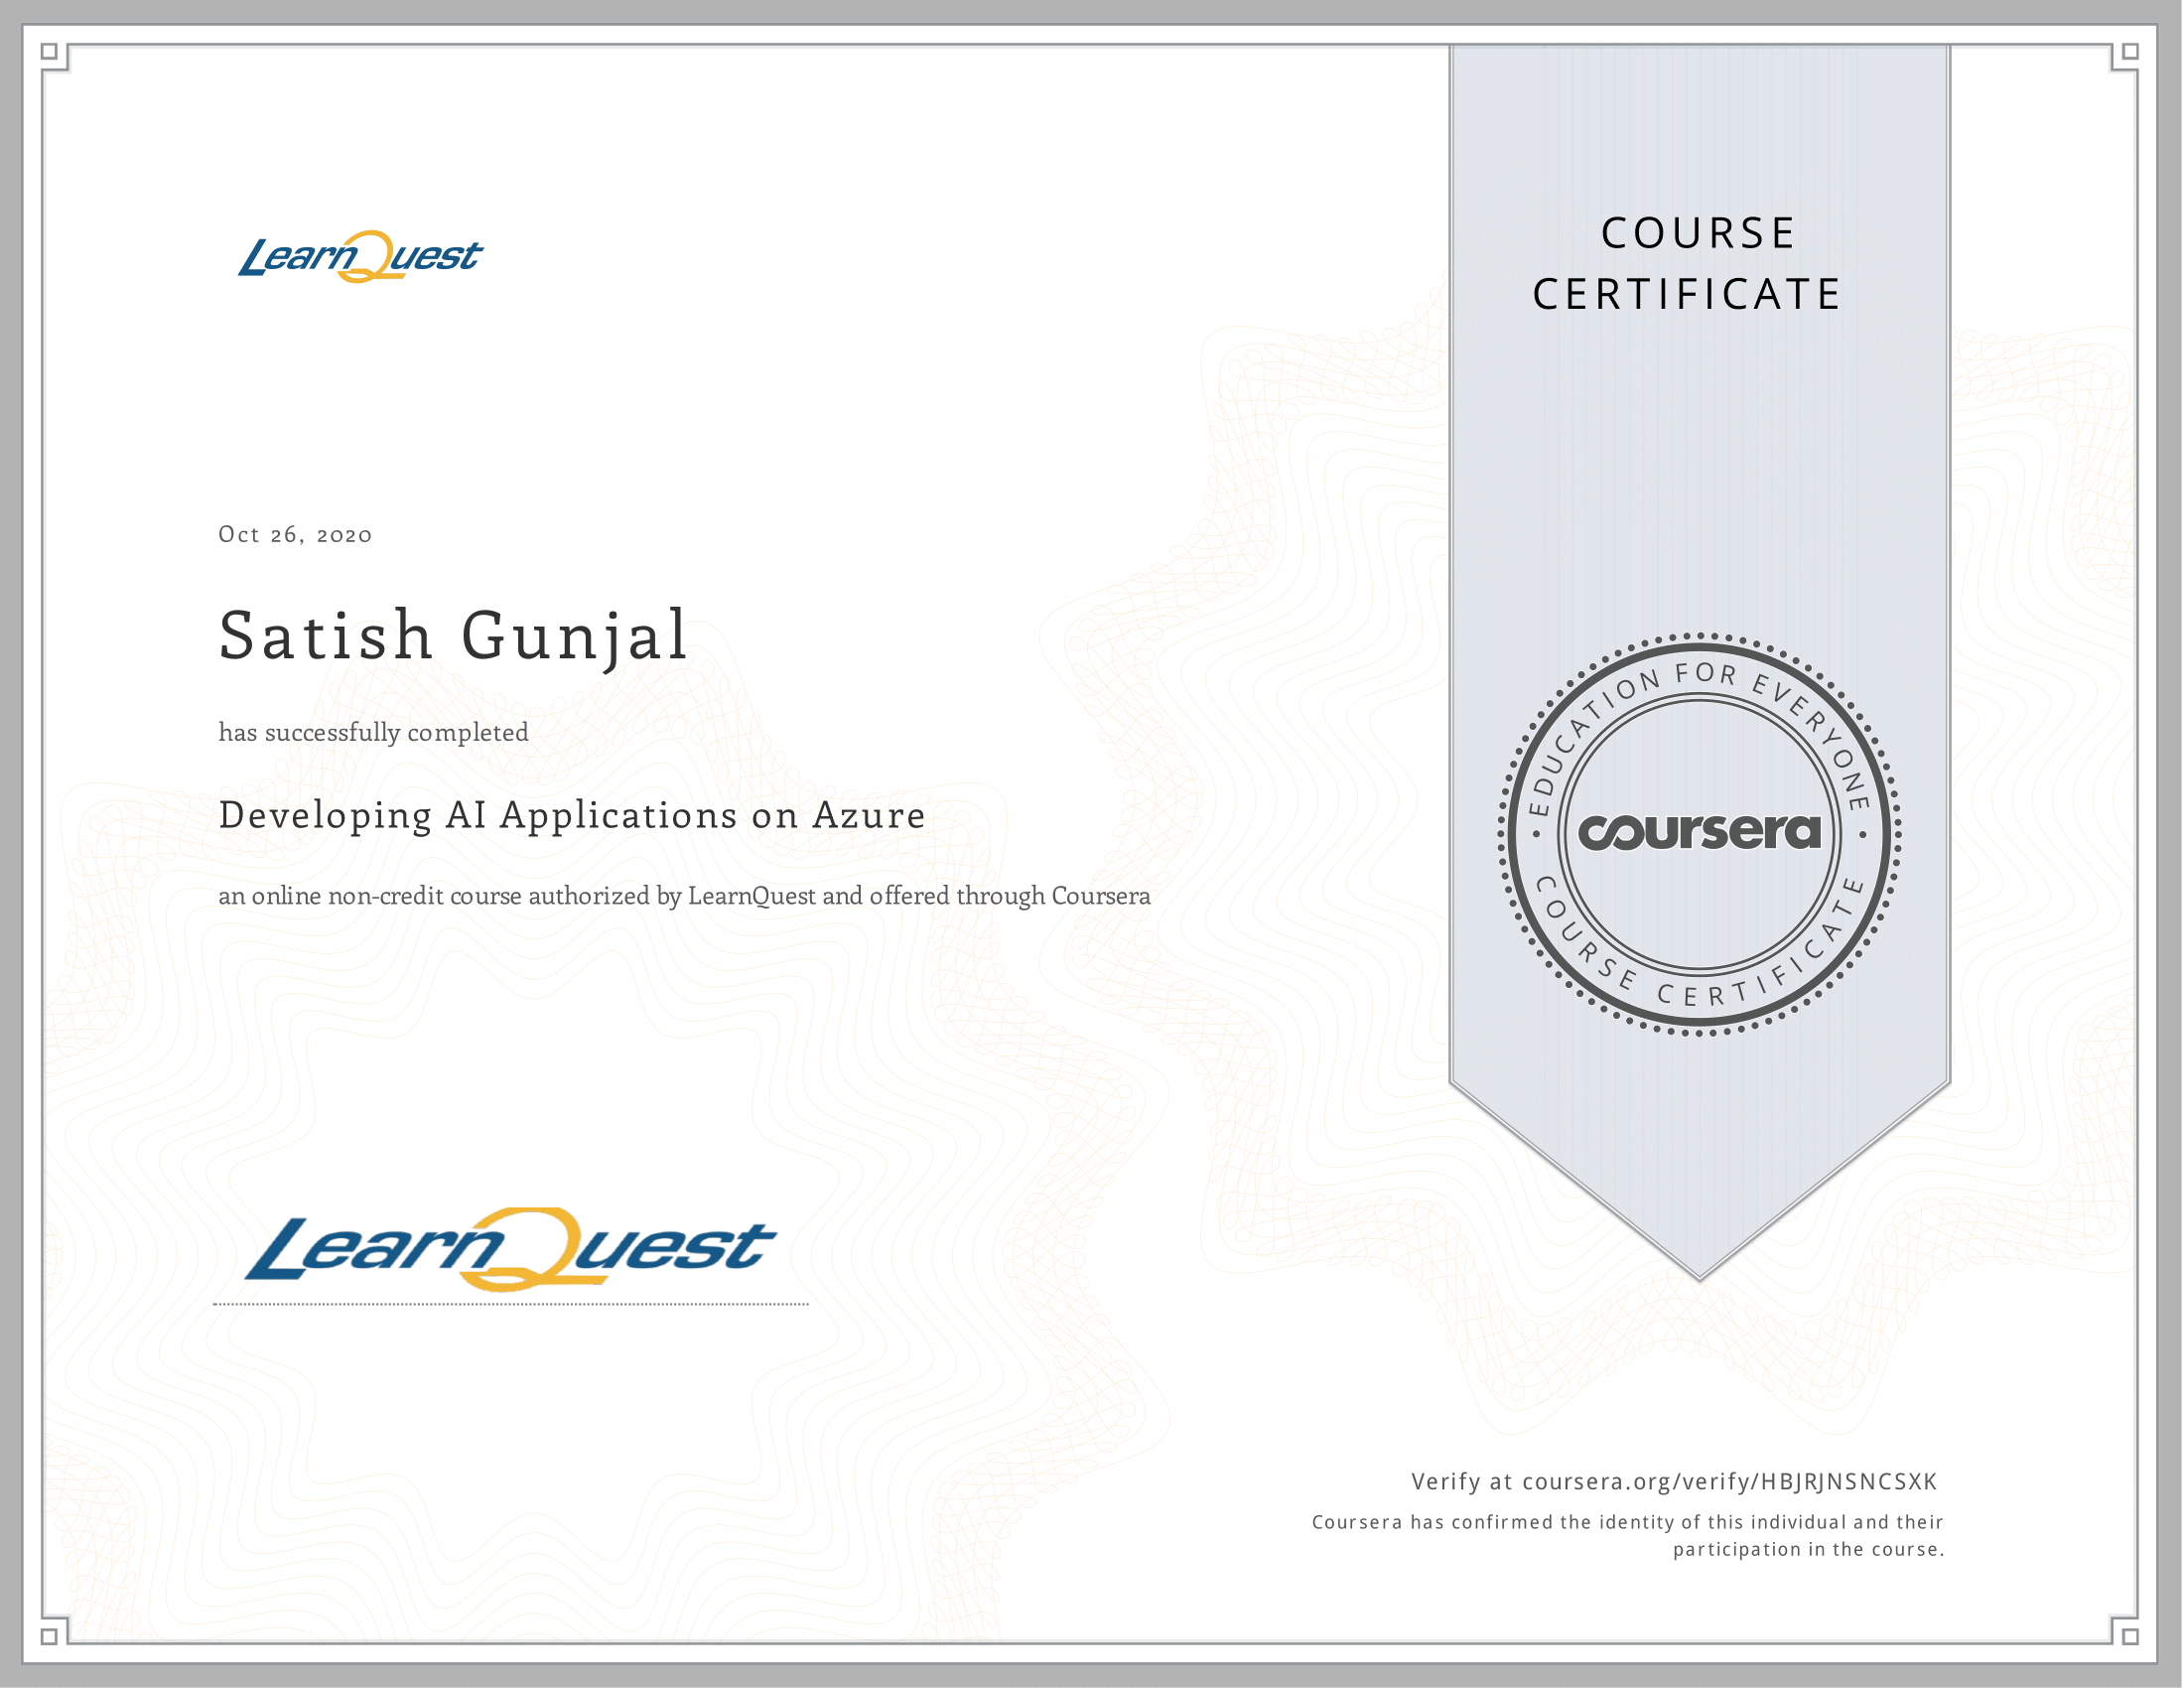 LearnQuest
COURSE
CERTIFICATE
Oct 26, 2020
Satish Gunjal
has successfully completed
Developing AI Applications on Azure
an online non-credit course authorized by LearnQuest and offered through Coursera
• EDUCATION FOR EVERYONE •
coursera
COURSE CERTIFICATE
LearnQuest
Verify at coursera.org/verify/HBJRJNSNCSXK
Coursera has confirmed the identity of this individual and their
participation in the course.